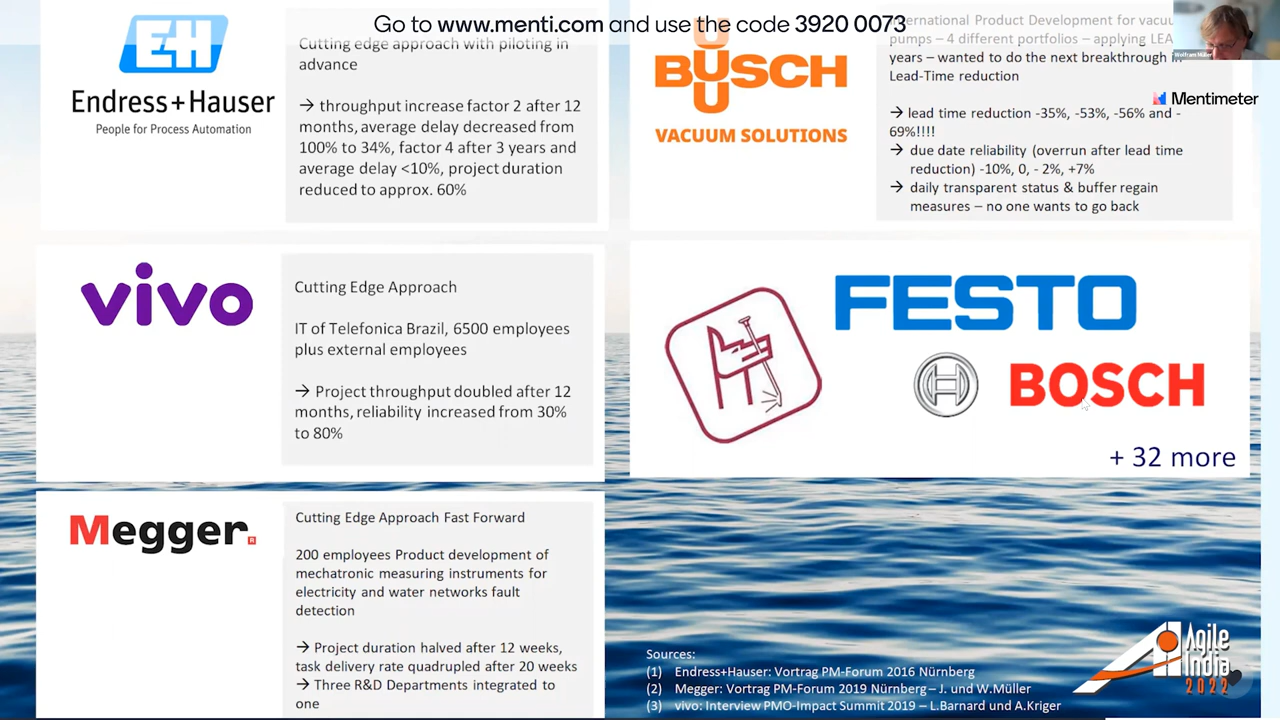 Go to www.menti.com and use the code 3920 0073
Wolfram Müller
Mentimeter
EH
Endress+Hauser
People for Process Automation
Cutting edge approach with piloting in
advance
→ throughput increase factor 2 after 12
months, average delay decreased from
100% to 34%, factor 4 after 3 years and
average delay <10%, project duration
reduced to approx. 60%
BUSCH
VACUUM SOLUTIONS
International Product Development for vacuum
pumps – 4 different portfolios – applying LEAN
years – wanted to do the next breakthrough in
Lead-Time reduction
→ lead time reduction -35%, -53%, -56% and -
69%!!!!
→ due date reliability (overrun after lead time
reduction) -10%, 0, - 2%, +7%
→ daily transparent status & buffer regain
measures – no one wants to go back
vivo
Cutting Edge Approach
IT of Telefonica Brazil, 6500 employees
plus external employees
→ Project throughput doubled after 12
months, reliability increased from 30%
to 80%
FESTO
BOSCH
+ 32 more
Megger
Cutting Edge Approach Fast Forward
200 employees Product development of
mechatronic measuring instruments for
electricity and water networks fault
detection
→ Project duration halved after 12 weeks,
task delivery rate quadrupled after 20 weeks
→ Three R&D Departments integrated to
one
Sources:
(1) Endress+Hauser: Vortrag PM-Forum 2016 Nürnberg
(2) Megger: Vortrag PM-Forum 2019 Nürnberg – J. und W.Müller
(3) vivo: Interview PMO-Impact Summit 2019 – L.Barnard und A.Kriger
Agile
India
2022